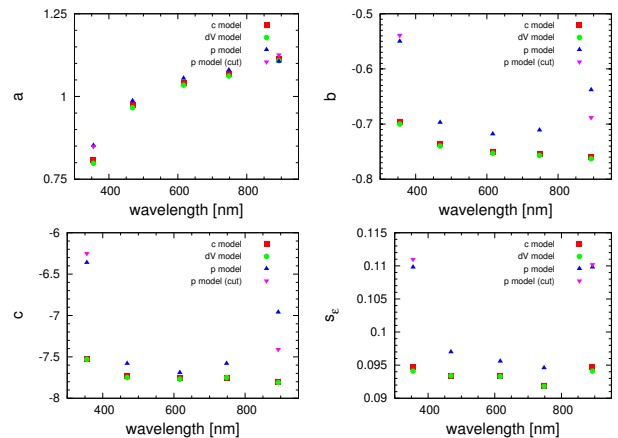 1.25
1
0.75
a
400 600 800
wavelength [nm]
c model
dV model
p model
p model (cut)
-0.5
-0.6
-0.7
-0.8
b
400 600 800
wavelength [nm]
c model
dV model
p model
p model (cut)
-6
-6.5
-7
-7.5
-8
c
400 600 800
wavelength [nm]
c model
dV model
p model
p model (cut)
0.115
0.11
0.105
0.1
0.095
0.09
sε
400 600 800
wavelength [nm]
c model
dV model
p model
p model (cut)